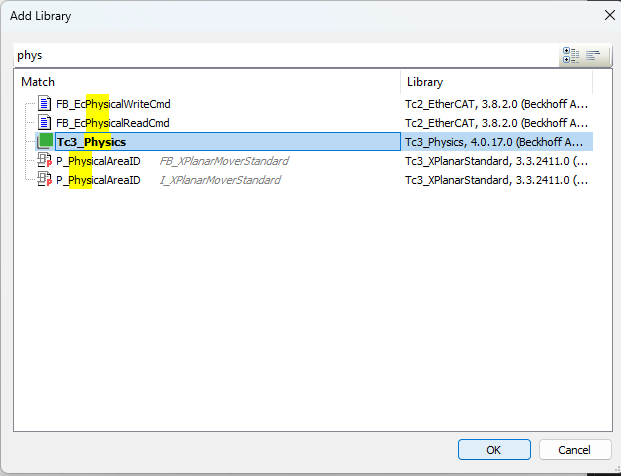 Add Library
phys
Match Library
FB_EcPhysicalWriteCmd Tc2_EtherCAT, 3.8.2.0 (Beckhoff A...
FB_EcPhysicalReadCmd Tc2_EtherCAT, 3.8.2.0 (Beckhoff A...
Tc3_Physics Tc3_Physics, 4.0.17.0 (Beckhoff A...
P_PhysicalAreaID FB_XPlanarMoverStandard Tc3_XPlanarStandard, 3.3.2411.0 (...
P_PhysicalAreaID I_XPlanarMoverStandard Tc3_XPlanarStandard, 3.3.2411.0 (...
OK Cancel